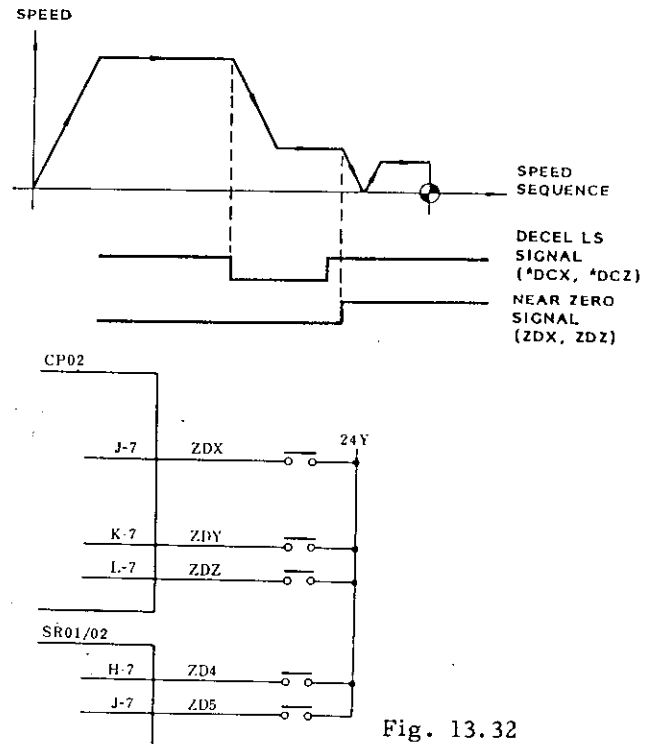 SPEED
SPEED
SEQUENCE
DECEL LS
SIGNAL
(*DCX, *DCZ)
NEAR ZERO
SIGNAL
(ZDX, ZDZ)
CP02
24Y
J-7 ZDX
K-7 ZDY
L-7 ZDZ
SR01/02
H-7 ZD4
J-7 ZD5
Fig. 13.32